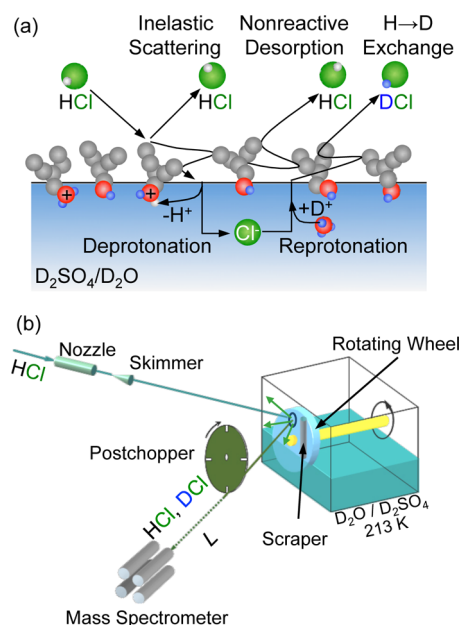 (a)
Inelastic
Scattering
Nonreactive
Desorption
H→D
Exchange
HCl
HCl
HCl
DCl
+
+
-H⁺
+D⁺
Cl⁻
Deprotonation
Reprotonation
D₂SO₄/D₂O
(b)
Nozzle
Skimmer
HCl
Rotating Wheel
Postchopper
HCl, DCl
L
D₂O / D₂SO₄
213 K
Scraper
Mass Spectrometer